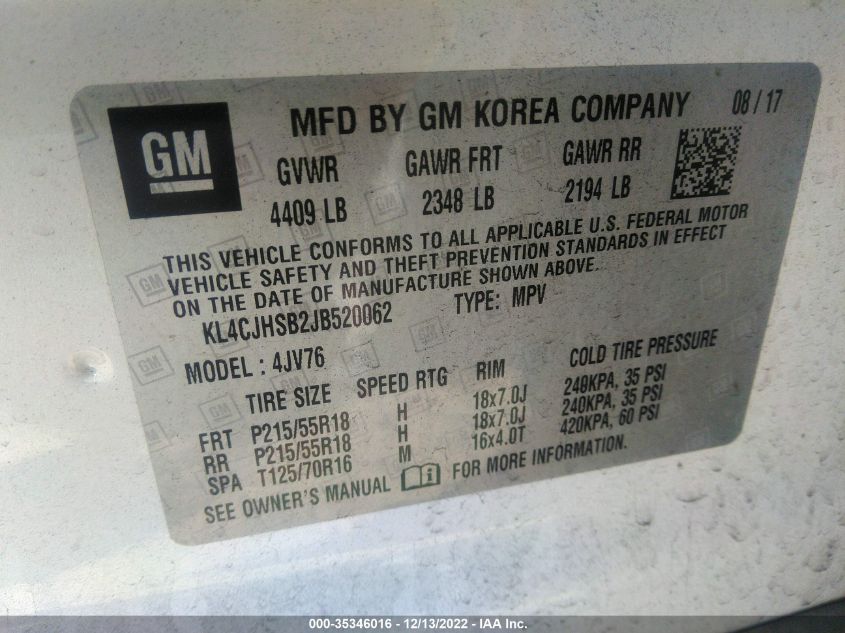 GM
MFD BY GM KOREA COMPANY 08 / 17
GVWR GAWR FRT GAWR RR
4409 LB 2348 LB 2194 LB
THIS VEHICLE CONFORMS TO ALL APPLICABLE U.S. FEDERAL MOTOR
VEHICLE SAFETY AND THEFT PREVENTION STANDARDS IN EFFECT
ON THE DATE OF MANUFACTURE SHOWN ABOVE.
KL4CJHSB2JB520062 TYPE: MPV
MODEL : 4JV76
TIRE SIZE SPEED RTG RIM COLD TIRE PRESSURE
FRT P215/55R18 H 18x7.0J 240KPA, 35 PSI
RR P215/55R18 H 18x7.0J 240KPA, 35 PSI
SPA T125/70R16 M 16x4.0T 420KPA, 60 PSI
SEE OWNER'S MANUAL FOR MORE INFORMATION.
000-35346016 - 12/13/2022 - IAA Inc.